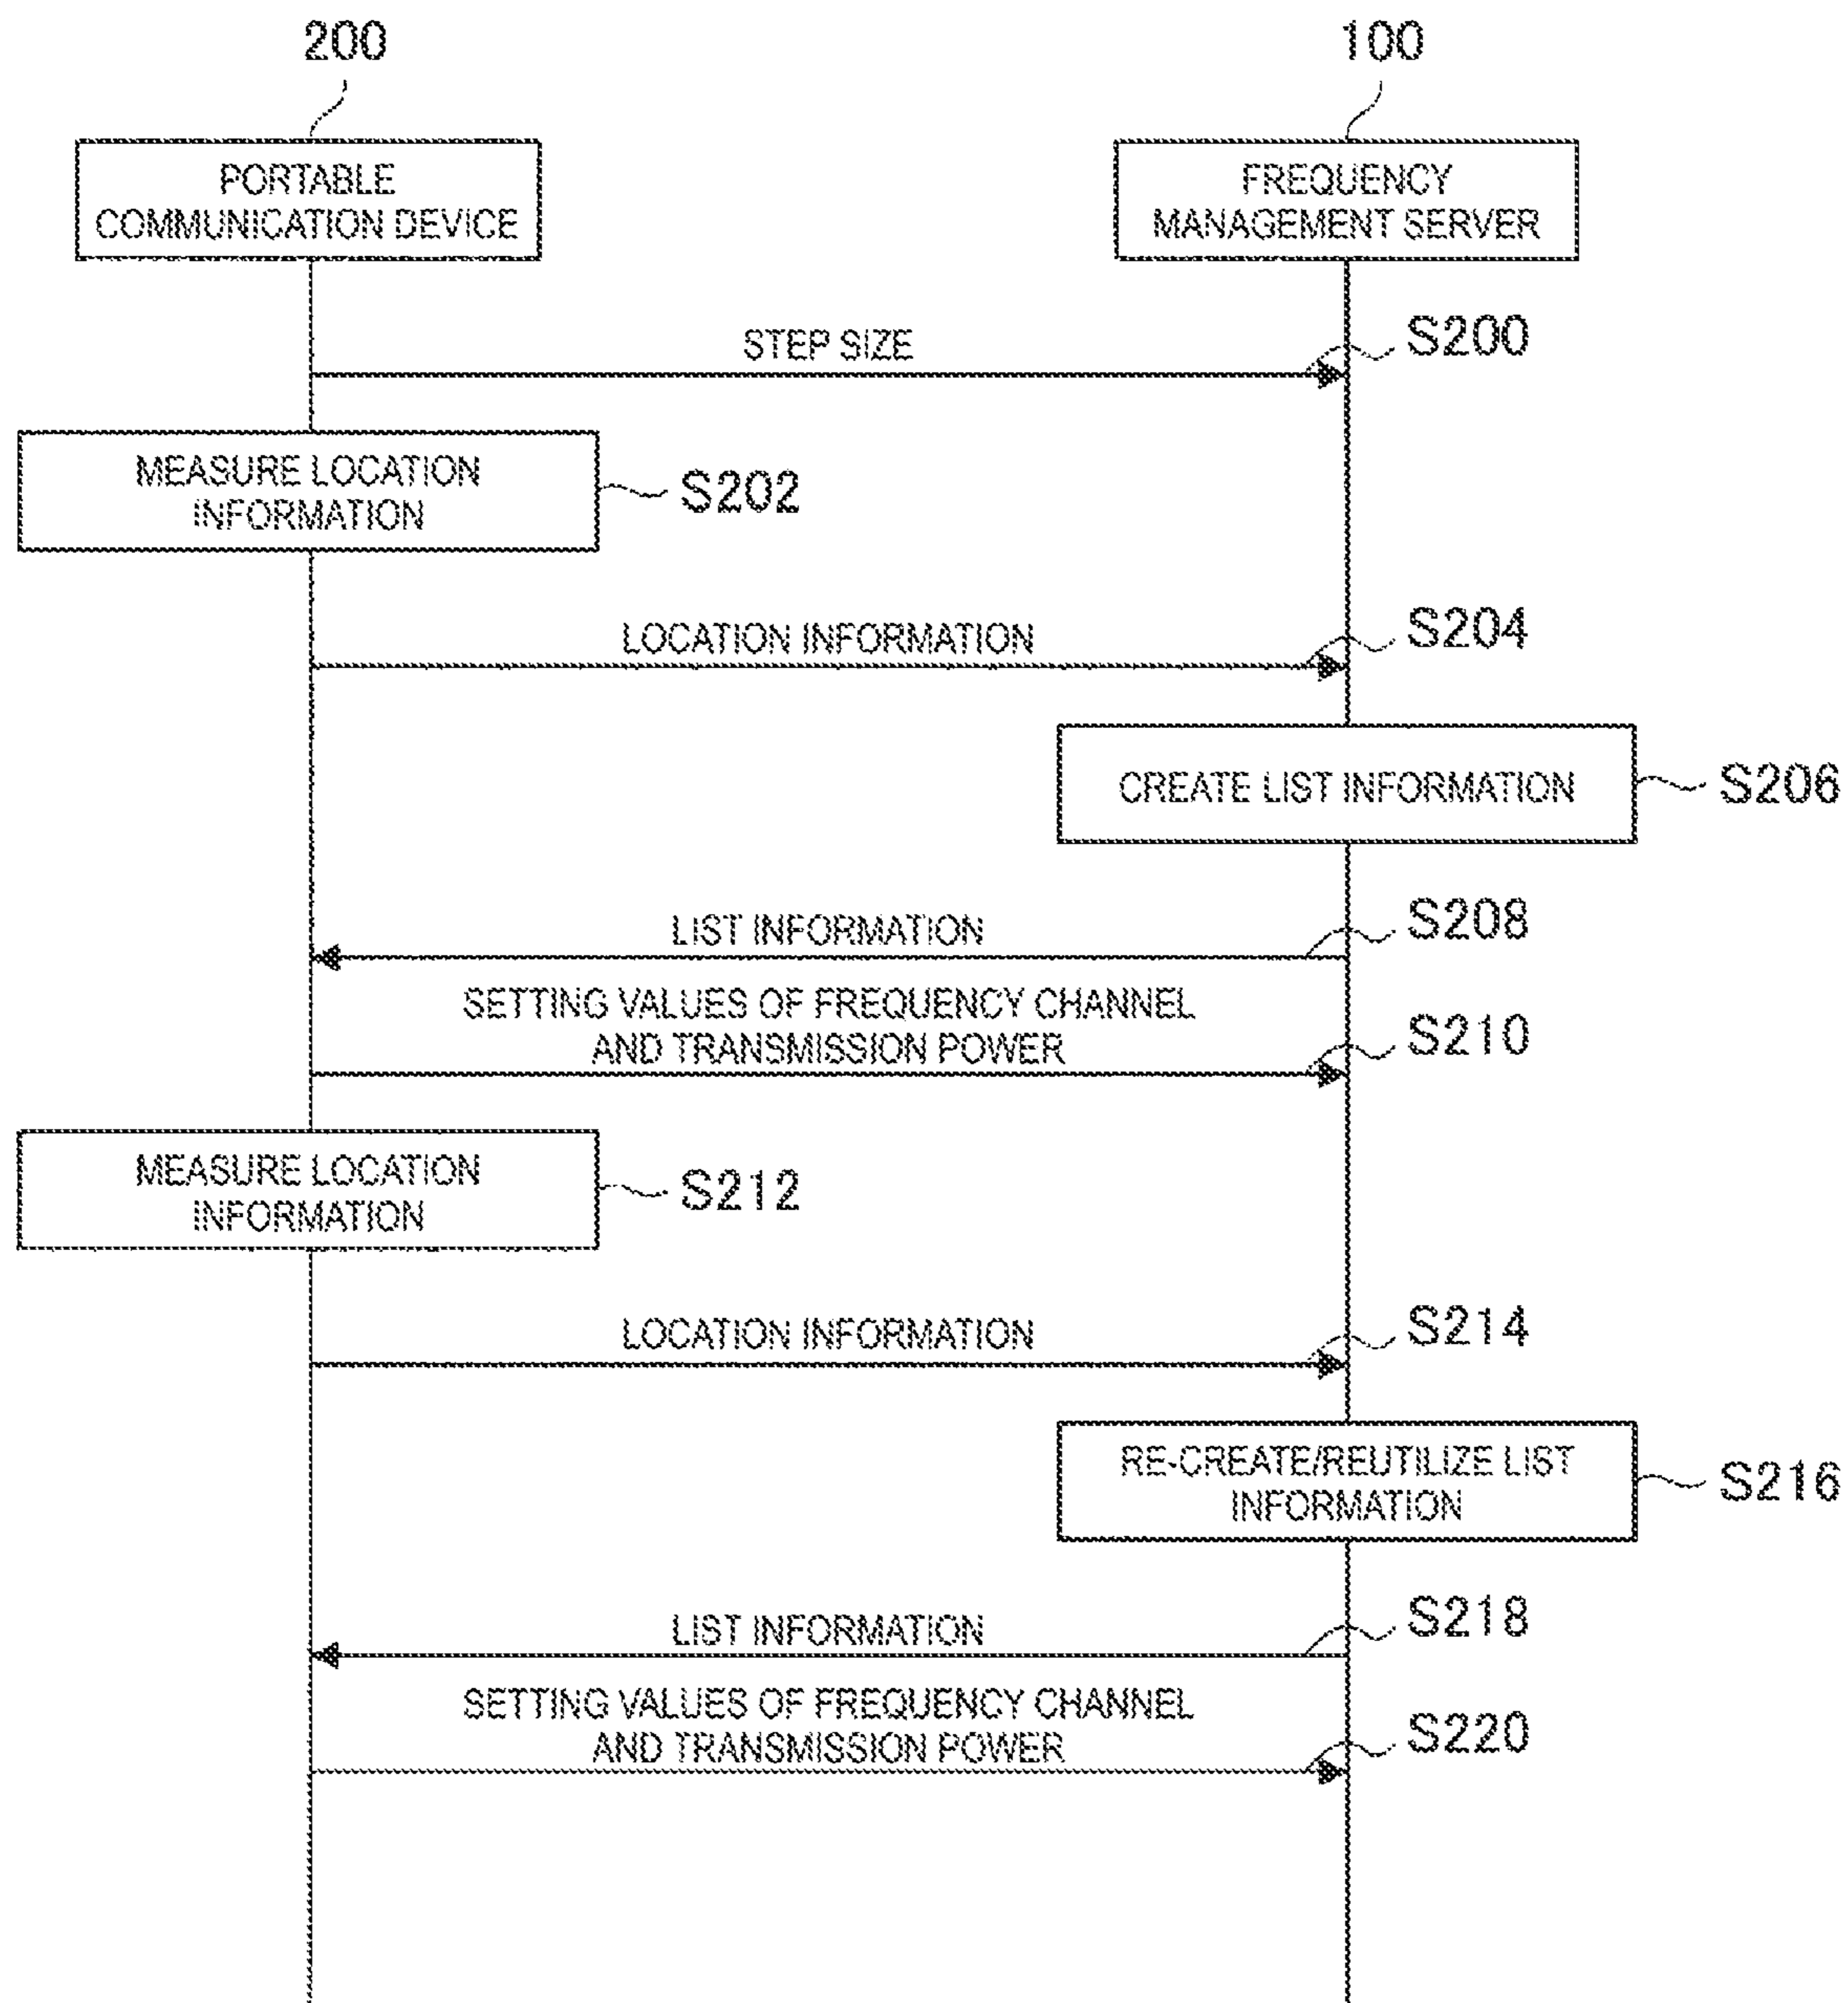 200
100
PORTABLE
COMMUNICATION DEVICE
FREQUENCY
MANAGEMENT SERVER
STEP SIZE
S200
MEASURE LOCATION
INFORMATION
S202
LOCATION INFORMATION
S204
CREATE LIST INFORMATION
S206
LIST INFORMATION
S208
SETTING VALUES OF FREQUENCY CHANNEL
AND TRANSMISSION POWER
S210
MEASURE LOCATION
INFORMATION
S212
LOCATION INFORMATION
S214
RE-CREATE/REUTILIZE LIST
INFORMATION
S216
LIST INFORMATION
S218
SETTING VALUES OF FREQUENCY CHANNEL
AND TRANSMISSION POWER
S220